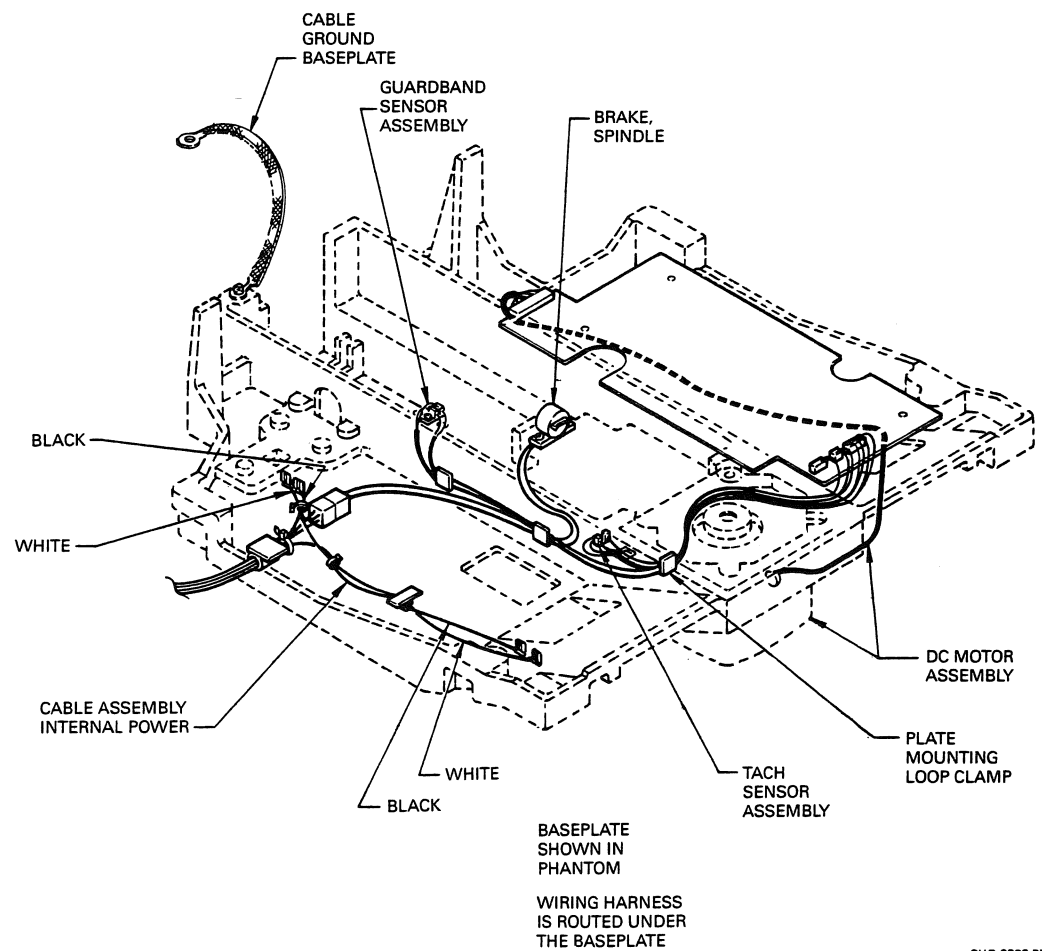 CABLE
GROUND
BASEPLATE
GUARDBAND
SENSOR
ASSEMBLY
BRAKE,
SPINDLE
BLACK
WHITE
CABLE ASSEMBLY
INTERNAL POWER
WHITE
BLACK
DC MOTOR
ASSEMBLY
PLATE
MOUNTING
LOOP CLAMP
TACH
SENSOR
ASSEMBLY
BASEPLATE
SHOWN IN
PHANTOM
WIRING HARNESS
IS ROUTED UNDER
THE BASEPLATE